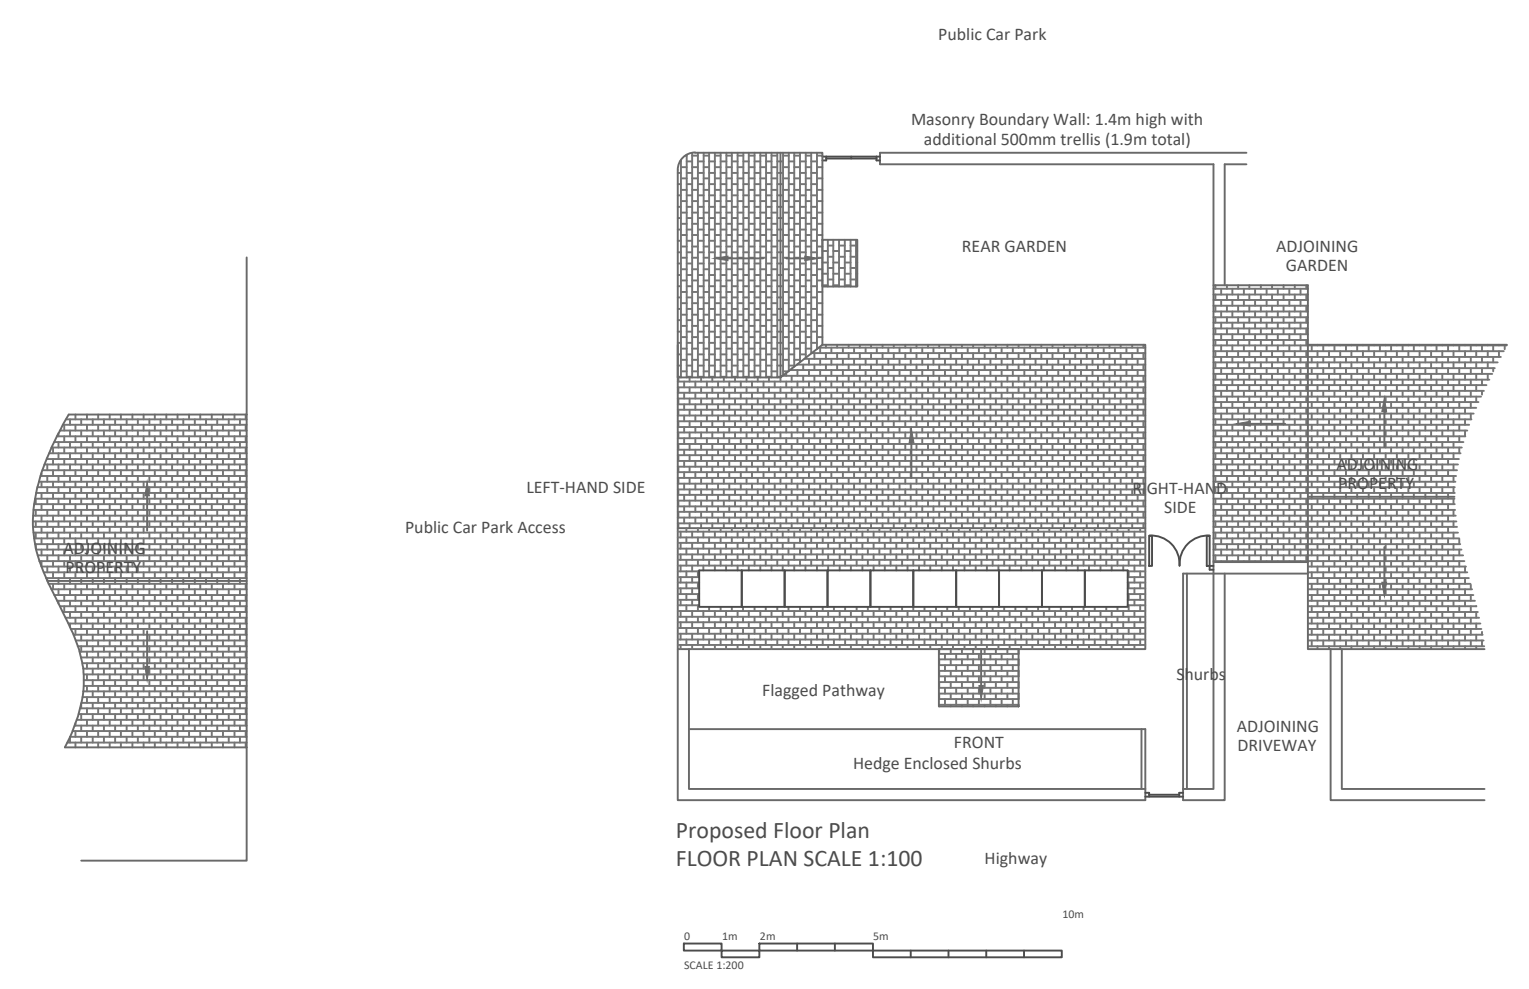 Public Car Park
Masonry Boundary Wall: 1.4m high with
additional 500mm trellis (1.9m total)
REAR GARDEN
ADJOINING
GARDEN
LEFT-HAND SIDE
Public Car Park Access
ADJOINING
PROPERTY
RIGHT-HAND
SIDE
ADJOINING
PROPERTY
Shurbs
Flagged Pathway
ADJOINING
DRIVEWAY
FRONT
Hedge Enclosed Shurbs
Proposed Floor Plan
FLOOR PLAN SCALE 1:100
Highway
10m
0 1m 2m 5m
SCALE 1:200